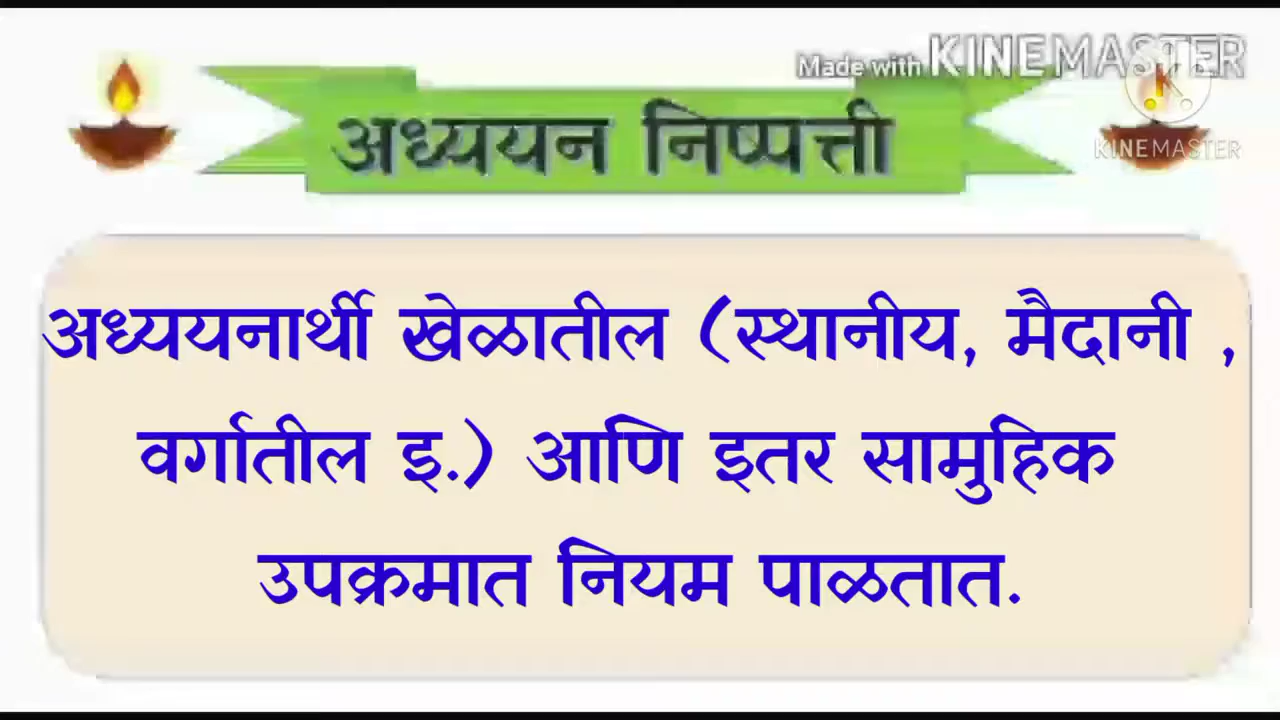 Made with KINEMASTER
K
KINEMASTER
अध्ययन निष्पत्ती
अध्ययनार्थी खेळातील (स्थानीय, मैदानी ,
वर्गातील इ.) आणि इतर सामुहिक
उपक्रमात नियम पाळतात.